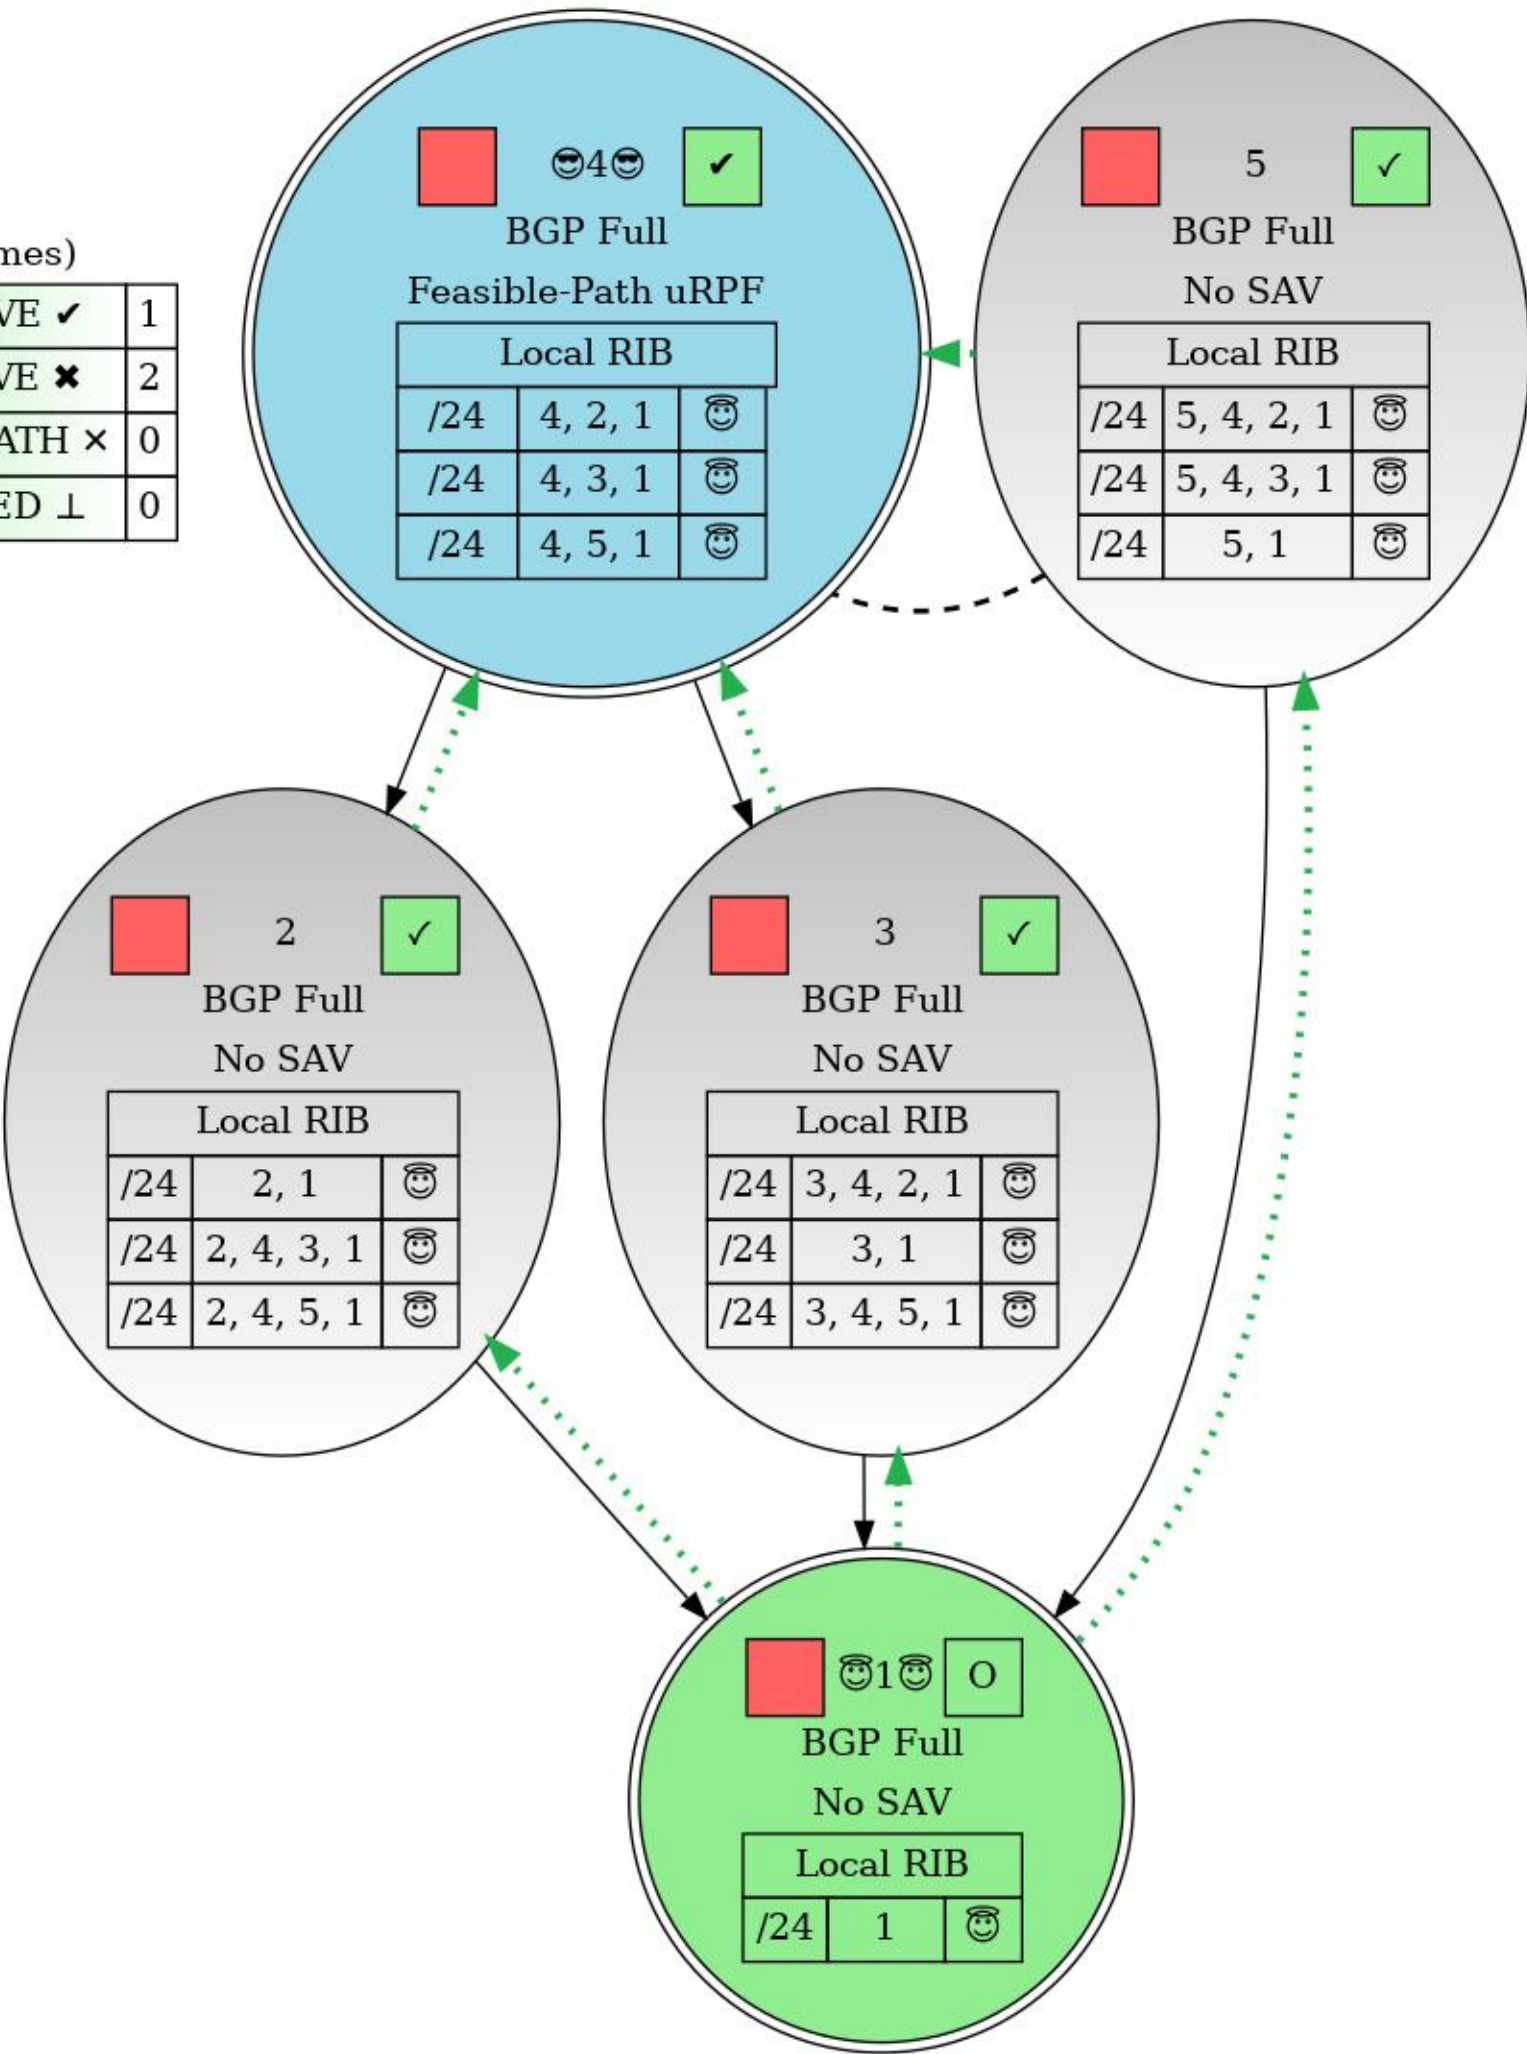 mes)
VE ✔ 1
VE ✖ 2
ATH ✕ 0
ED ⊥ 0
😎4😎 ✔
BGP Full
Feasible-Path uRPF
Local RIB
/24 4, 2, 1 😇
/24 4, 3, 1 😇
/24 4, 5, 1 😇
5 ✓
BGP Full
No SAV
Local RIB
/24 5, 4, 2, 1 😇
/24 5, 4, 3, 1 😇
/24 5, 1 😇
2 ✓
BGP Full
No SAV
Local RIB
/24 2, 1 😇
/24 2, 4, 3, 1 😇
/24 2, 4, 5, 1 😇
3 ✓
BGP Full
No SAV
Local RIB
/24 3, 4, 2, 1 😇
/24 3, 1 😇
/24 3, 4, 5, 1 😇
😇1😇 O
BGP Full
No SAV
Local RIB
/24 1 😇